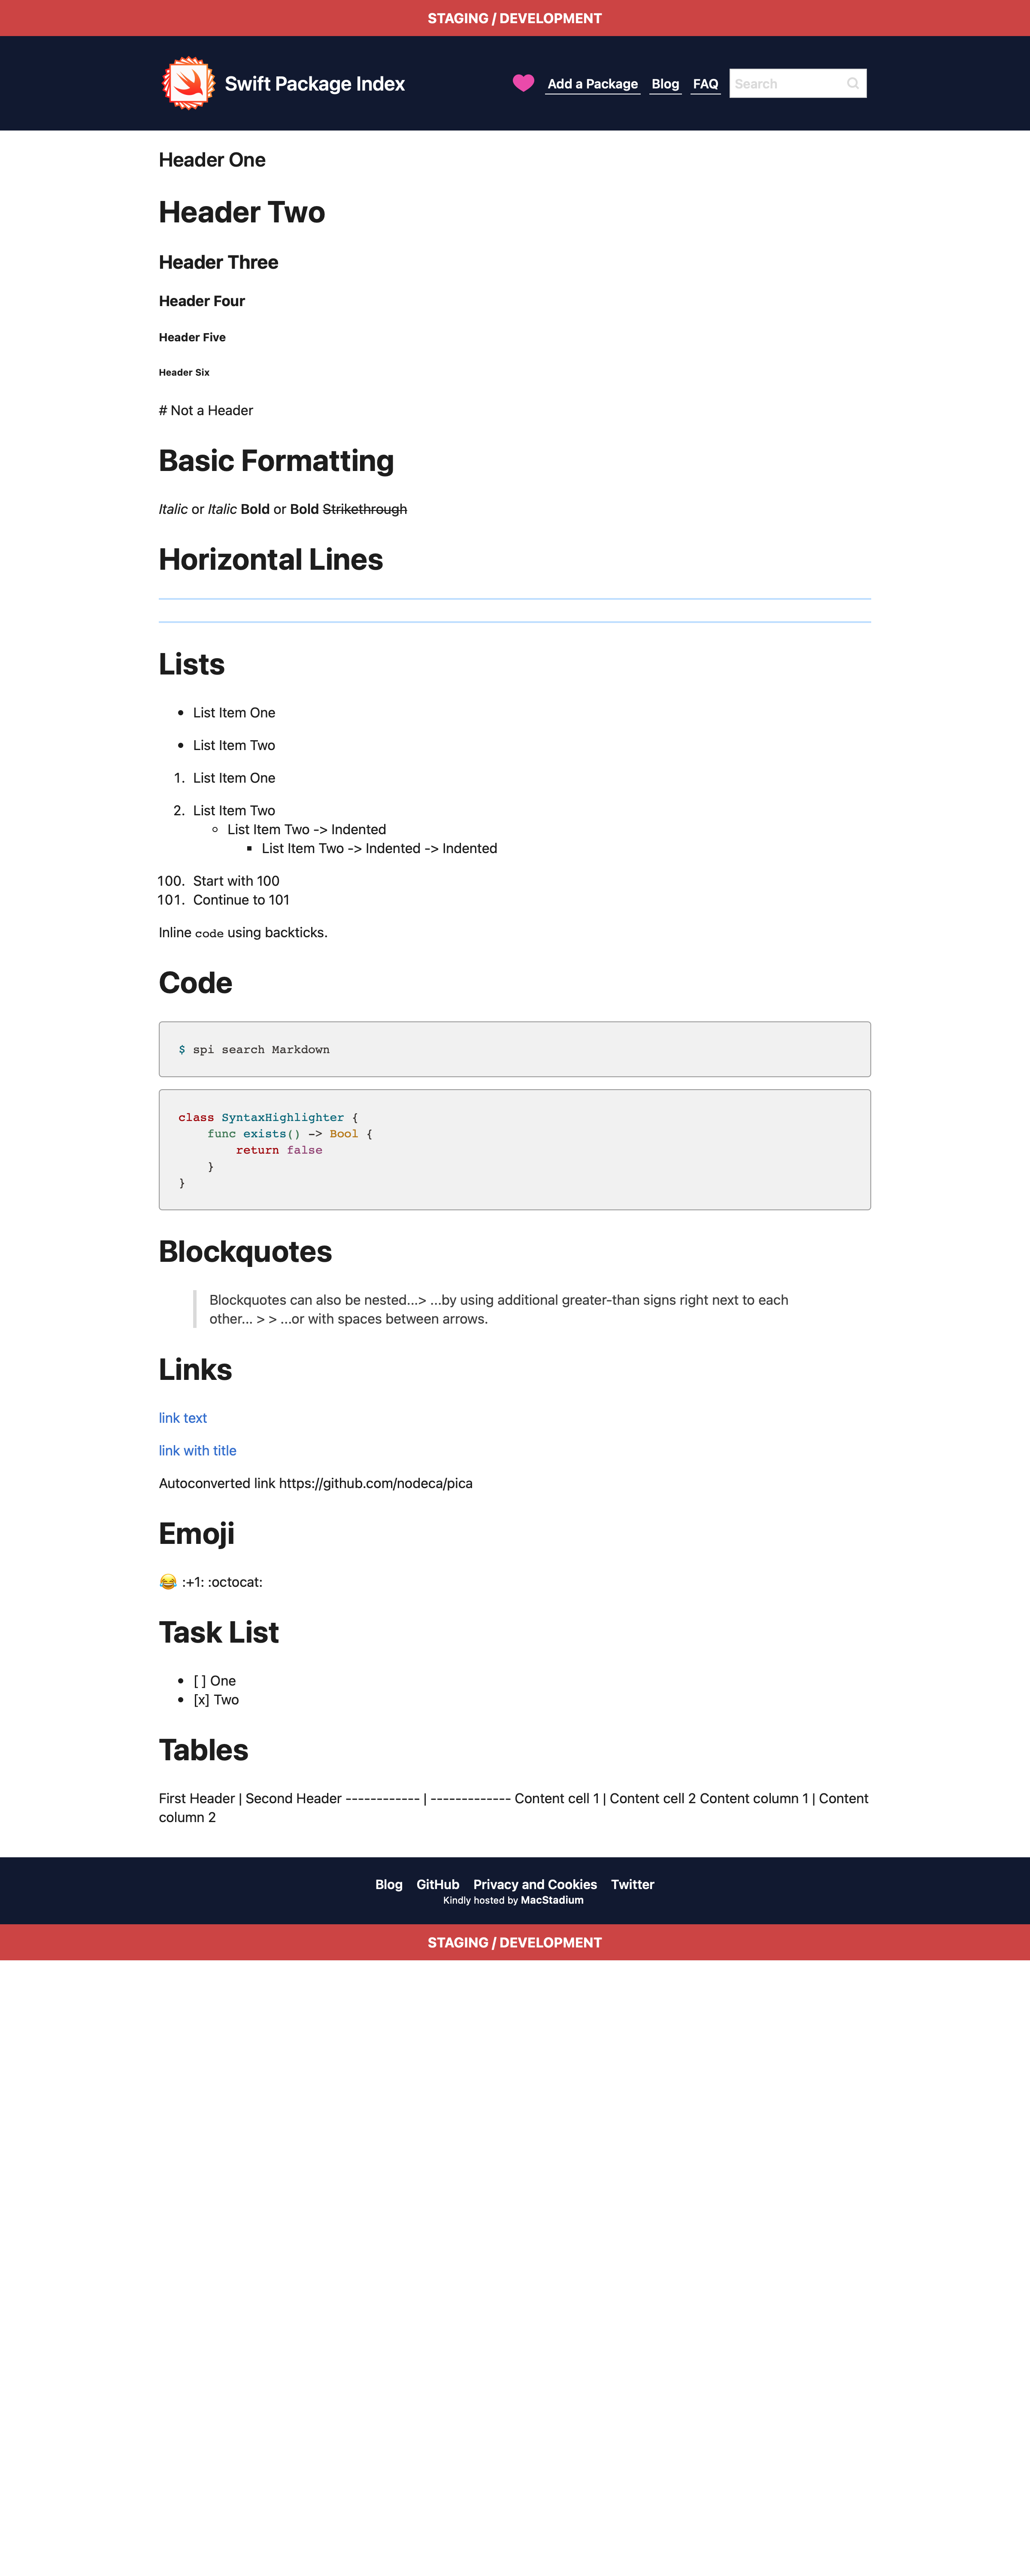 STAGING / DEVELOPMENT
Swift Package Index
Add a Package Blog FAQ Search
Header One
Header Two
Header Three
Header Four
Header Five
Header Six
# Not a Header
Basic Formatting
Italic or Italic Bold or Bold Strikethrough
Horizontal Lines
Lists
• List Item One
• List Item Two
1. List Item One
2. List Item Two
◦ List Item Two -> Indented
▪ List Item Two -> Indented -> Indented
100. Start with 100
101. Continue to 101
Inline code using backticks.
Code
$ spi search Markdown
class SyntaxHighlighter {
    func exists() -> Bool {
        return false
    }
}
Blockquotes
Blockquotes can also be nested...> ...by using additional greater-than signs right next to each
other... > > ...or with spaces between arrows.
Links
link text
link with title
Autoconverted link https://github.com/nodeca/pica
Emoji
😂 :+1: :octocat:
Task List
• [ ] One
• [x] Two
Tables
First Header | Second Header ------------ | ------------- Content cell 1 | Content cell 2 Content column 1 | Content
column 2
Blog GitHub Privacy and Cookies Twitter
Kindly hosted by MacStadium
STAGING / DEVELOPMENT